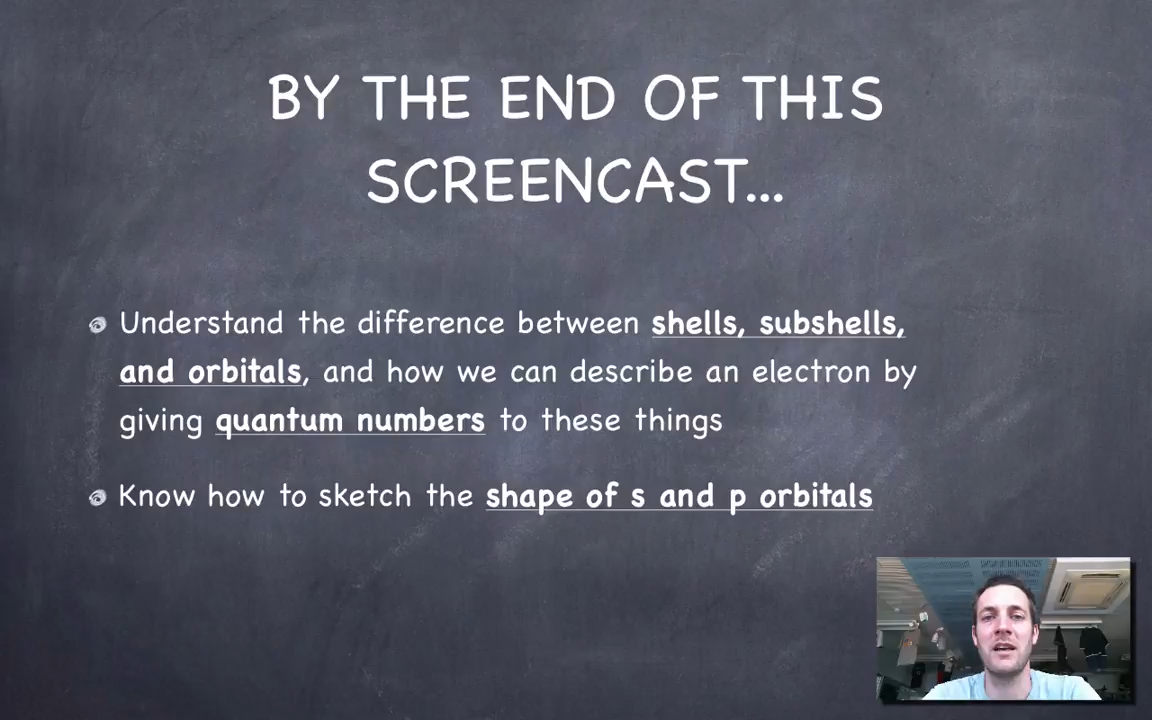 BY THE END OF THIS
SCREENCAST...
Understand the difference between shells, subshells,
and orbitals, and how we can describe an electron by
giving quantum numbers to these things
Know how to sketch the shape of s and p orbitals